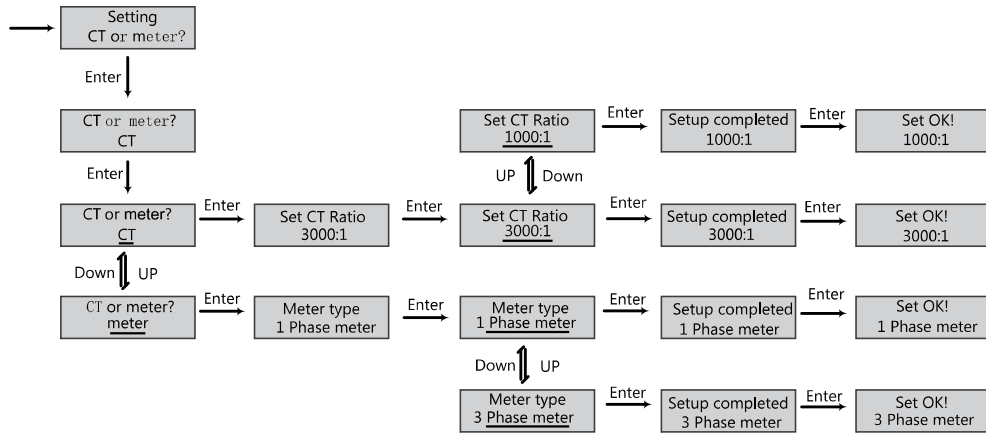 Setting
CT or meter?
Enter
CT or meter?
CT
Set CT Ratio
1000:1
Enter
Setup completed
1000:1
Enter
Set OK!
1000:1
Enter
UP
Down
CT or meter?
CT
Enter
Set CT Ratio
3000:1
Enter
Set CT Ratio
3000:1
Enter
Setup completed
3000:1
Enter
Set OK!
3000:1
Down
UP
CT or meter?
meter
Enter
Meter type
1 Phase meter
Enter
Meter type
1 Phase meter
Enter
Setup completed
1 Phase meter
Enter
Set OK!
1 Phase meter
Down
UP
Meter type
3 Phase meter
Enter
Setup completed
3 Phase meter
Enter
Set OK!
3 Phase meter